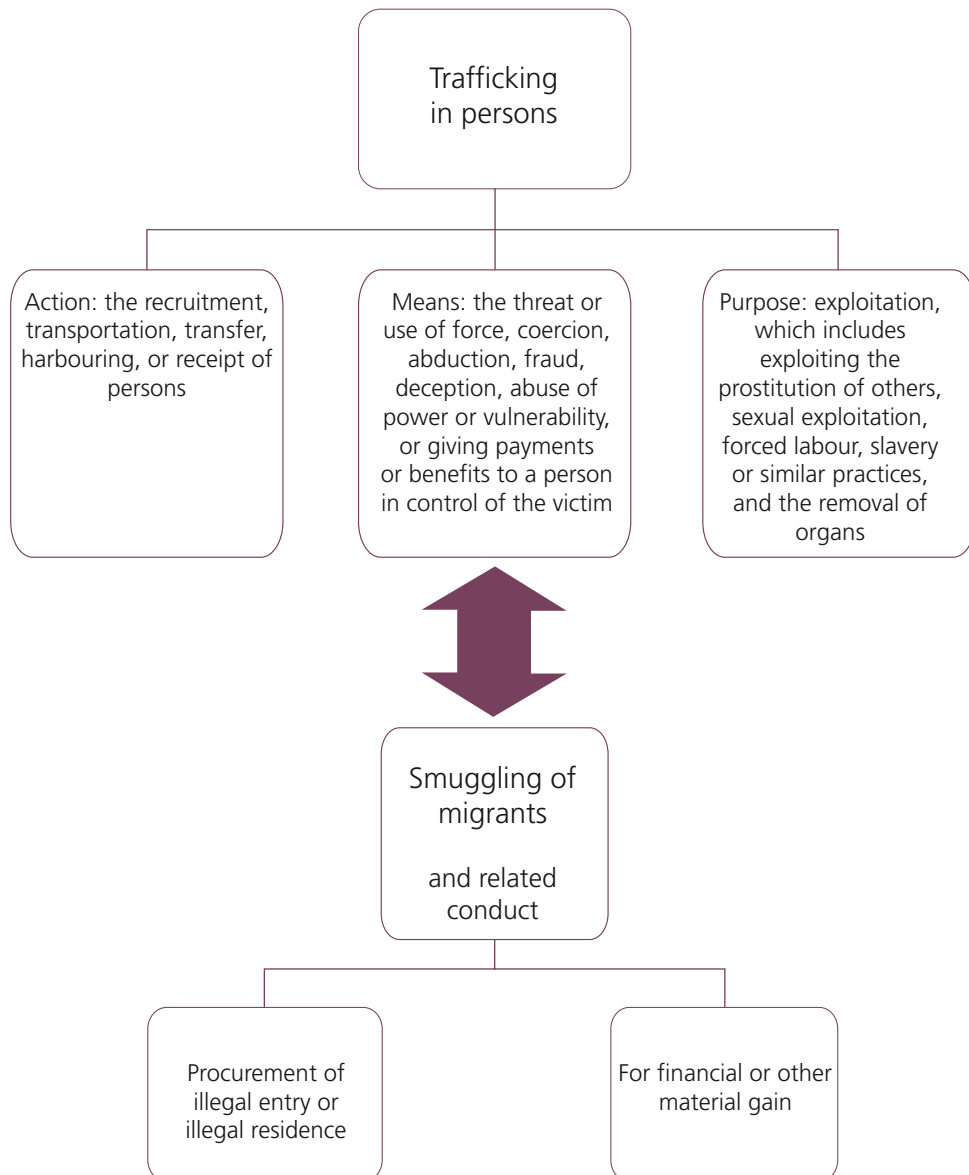 Trafficking
in persons
Action: the recruitment,
transportation, transfer,
harbouring, or receipt of
persons
Means: the threat or
use of force, coercion,
abduction, fraud,
deception, abuse of
power or vulnerability,
or giving payments
or benefits to a person
in control of the victim
Purpose: exploitation,
which includes
exploiting the
prostitution of others,
sexual exploitation,
forced labour, slavery
or similar practices,
and the removal of
organs
Smuggling of
migrants
and related
conduct
Procurement of
illegal entry or
illegal residence
For financial or other
material gain